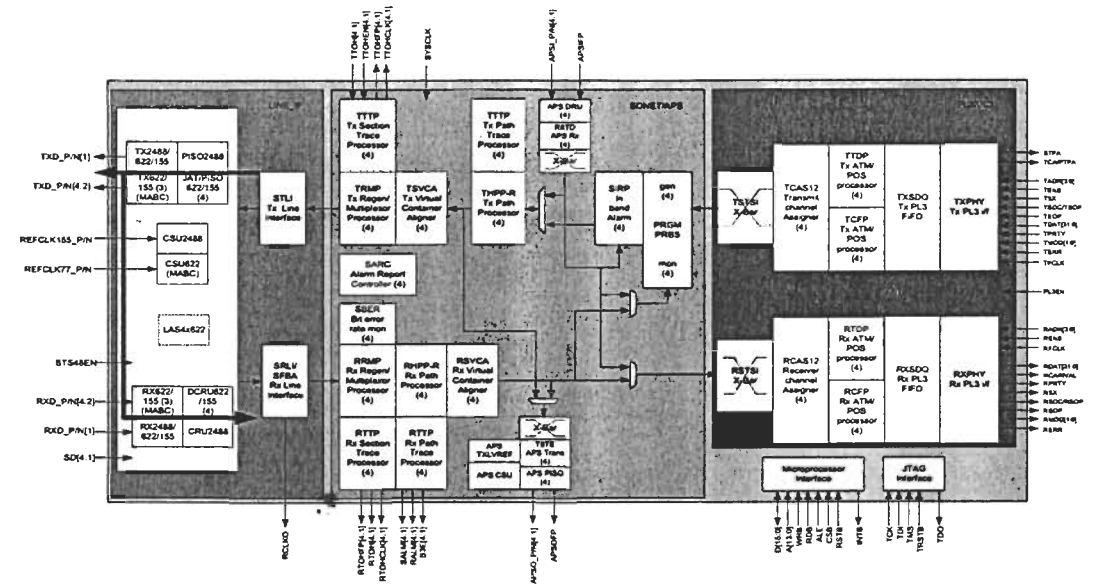 TTOH[4:1]
TTOHEN[4:1]
TTOHFP[4:1]
TTOHCLK[4:1]
SYSCLK
APSI_P/N[4:1]
APSIFP
LINE_IF
SONET/APS
TXD_P/N[1]
TXD_P/N[4:2]
REFCLK155_P/N
REFCLK77_P/N
BTS48EN
RXD_P/N[4:2]
RXD_P/N[1]
SD[4:1]
TX2488/
622/155
PISO2488
TX622/
155 (3)
(MABC)
JAT/PISO
622/155
(4)
CSU2488
CSU622
(MABC)
LAS4x622
RX622/
155 (3)
(MABC)
DCRU622
/155
(4)
RX2488/
622/155
CRU2488
STLI
Tx Line
Interface
SRLI/
SFBA
Rx Line
Interface
TTTP
Tx Section
Trace
Processor
(4)
TRMP
Tx Regen/
Multiplexor
Processor
(4)
TSVCA
Tx Virtual
Container
Aligner
(4)
TTTP
Tx Path
Trace
Processor
(4)
THPP-R
Tx Path
Processor
(4)
APS DRU
(4)
R8TD
APS Rx
(4)
X-Bar
SIRP
In
band
Alarm
(4)
gen
(4)
PRGM
PRBS
mon
(4)
SARC
Alarm Report
Controller (4)
SBER
Bit error
rate mon
(4)
RRMP
Rx Regen/
Multiplexor
Processor
(4)
RHPP-R
Rx Path
Processor
(4)
RSVCA
Rx Virtual
Container
Aligner
(4)
RTTP
Rx Section
Trace
Processor
(4)
RTTP
Rx Path
Trace
Processor
(4)
X-Bar
APS
TXLVREF
APS CSU
T8TE
APS Trans
(4)
APS PISO
(4)
TSTSI
X-bar
TCAS12
Transmit
channel
Assigner
(4)
TTDP
Tx ATM/
POS
processor
(4)
TCFP
Tx ATM/
POS
processor
(4)
TXSDQ
Tx PL3
FIFO
TXPHY
Tx PL3 i/f
RSTSI
X-Bar
RCAS12
Receiver
channel
Assigner
(4)
RTDP
Rx ATM/
POS
processor
(4)
RCFP
Rx ATM/
POS
processor
(4)
RXSDQ
Rx PL3
FIFO
RXPHY
Rx PL3 i/f
STPA
TCA/PTPA
TADR[3:0]
TENB
TSX
TSOC/TSOP
TEOP
TDAT[31:0]
TPRTY
TMOD[1:0]
TERR
TFCLK
PL3EN
RADR[3:0]
RENB
RFCLK
RDAT[31:0]
RCA/RVAL
RPRTY
RSX
RSOC/RSOP
REOP
RMOD[1:0]
RERR
Microprocessor
Interface
JTAG
Interface
RCLKO
RTOHFP[4:1]
RTOH[4:1]
RTOHCLK[4:1]
SALM[4:1]
RALM[4:1]
B3E[4:1]
APSO_P/N[4:1]
APSOFP
D[15:0]
A[13:0]
WRB
RDB
ALE
CSB
RSTB
INTB
TCK
TDI
TMS
TRSTB
TDO